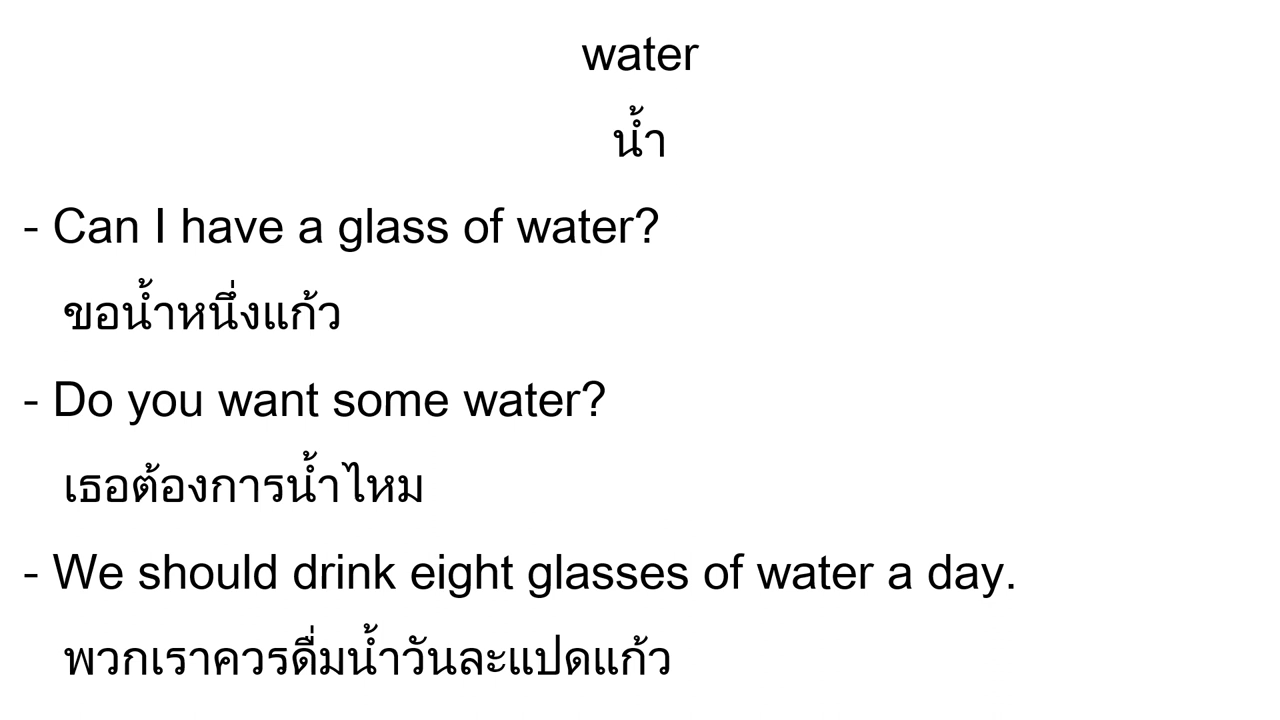 water
น้ำ
- Can I have a glass of water?
ขอน้ำหนึ่งแก้ว
- Do you want some water?
เธอต้องการน้ำไหม
- We should drink eight glasses of water a day.
พวกเราควรดื่มน้ำวันละแปดแก้ว